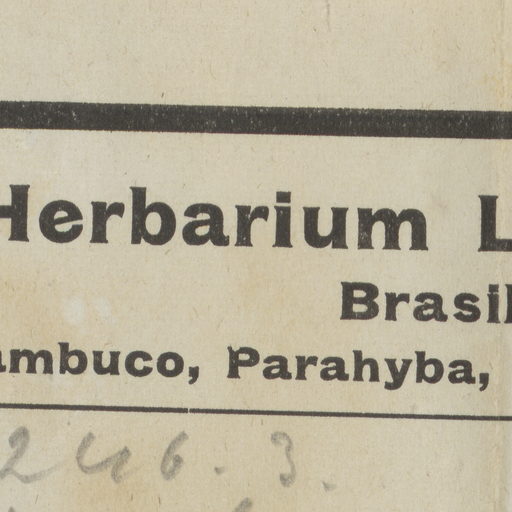 Herbarium L
Brasil
ambuco, Parahyba,
246. 3.